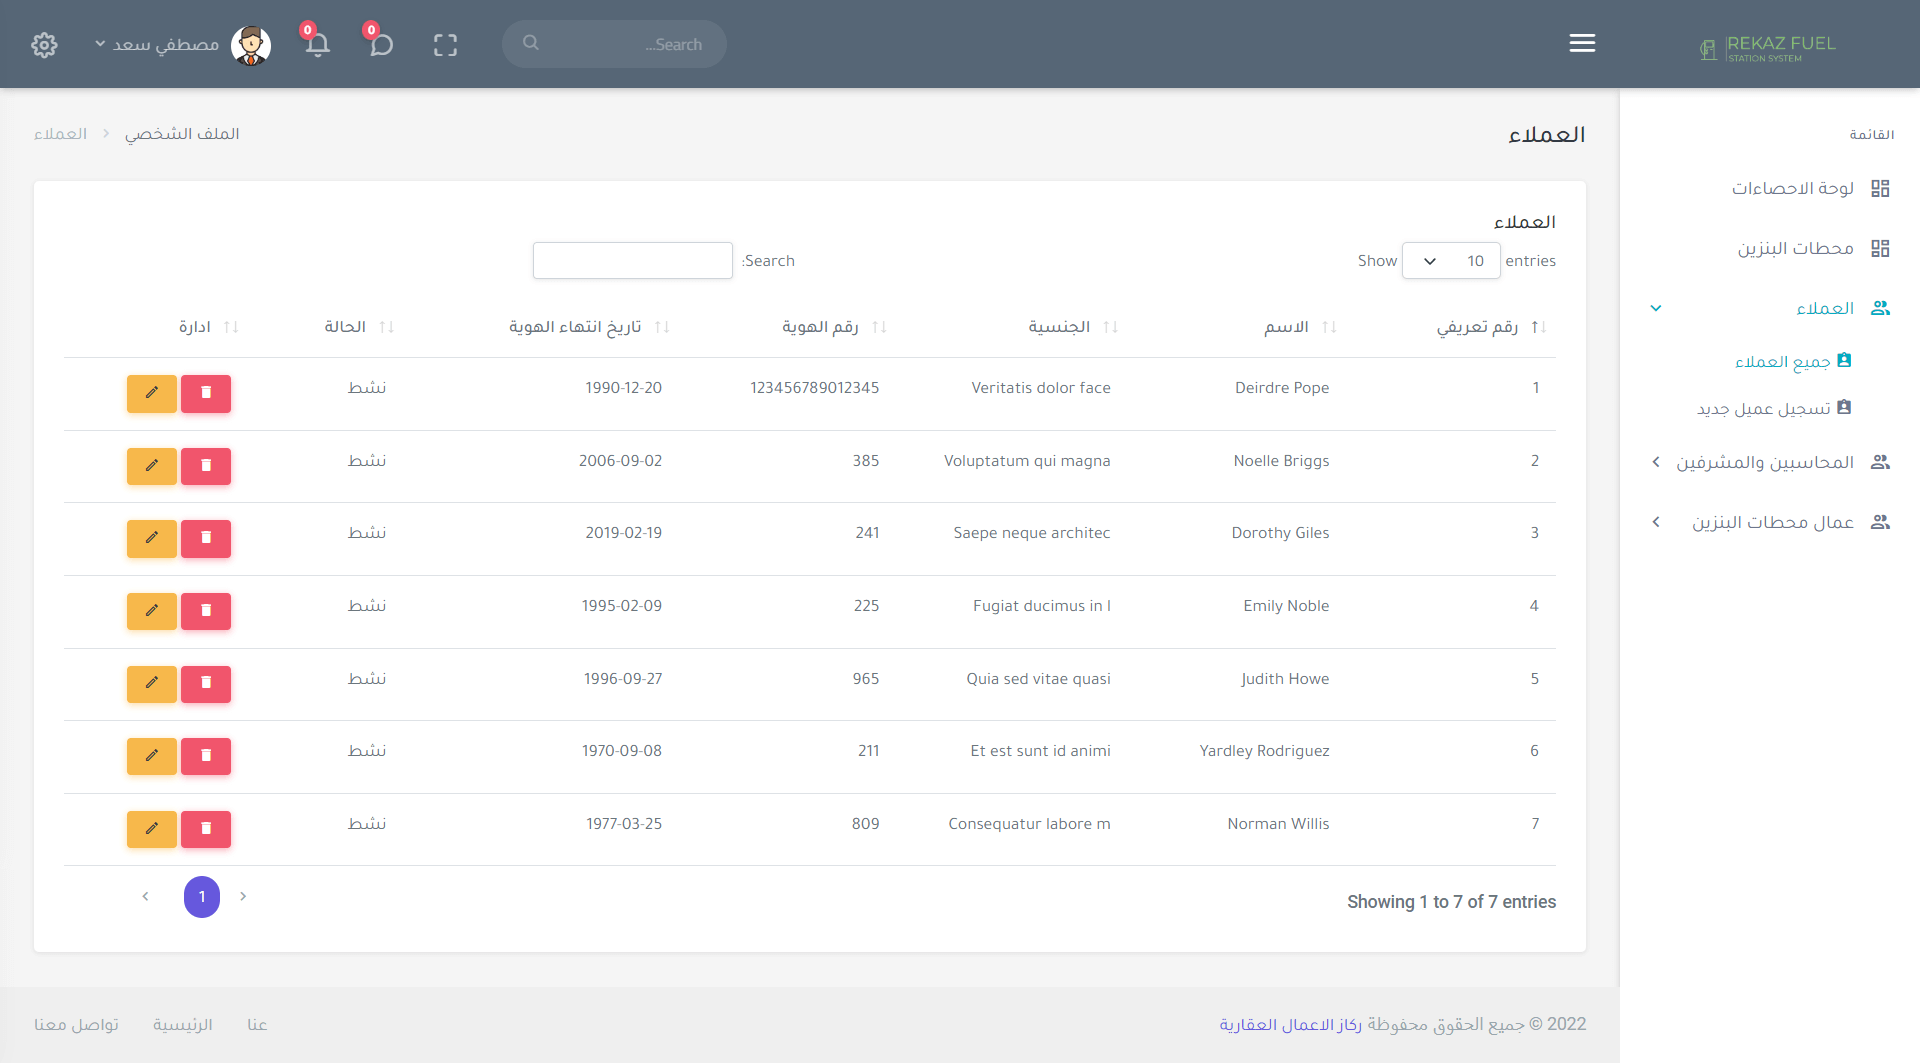 REKAZ FUEL
STATION SYSTEM
Search...
0
0
مصطفي سعد
القائمة
لوحة الاحصاءات
محطات البنزين
العملاء
جميع العملاء
تسجيل عميل جديد
المحاسبين والمشرفين
عمال محطات البنزين
العملاء
الملف الشخصي
العملاء
العملاء
Show 10 entries
Search:
رقم تعريفي الاسم الجنسية رقم الهوية تاريخ انتهاء الهوية الحالة ادارة
1 Deirdre Pope Veritatis dolor face 123456789012345 1990-12-20 نشط
2 Noelle Briggs Voluptatum qui magna 385 2006-09-02 نشط
3 Dorothy Giles Saepe neque architec 241 2019-02-19 نشط
4 Emily Noble Fugiat ducimus in l 225 1995-02-09 نشط
5 Judith Howe Quia sed vitae quasi 965 1996-09-27 نشط
6 Yardley Rodriguez Et est sunt id animi 211 1970-09-08 نشط
7 Norman Willis Consequatur labore m 809 1977-03-25 نشط
Showing 1 to 7 of 7 entries
1
2022 © جميع الحقوق محفوظة ركاز الاعمال العقارية
عنا
الرئيسية
تواصل معنا